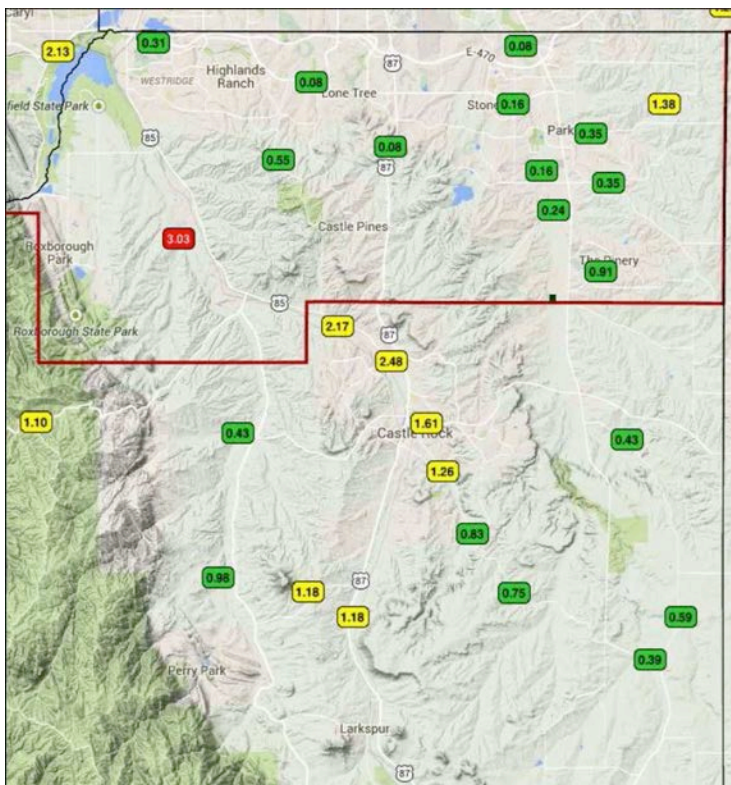 Caryl
2.13
0.31
WESTRIDGE
Highlands
Ranch
0.08
Lone Tree
87
E-470
0.08
field State Park
85
0.55
0.08
87
0.16
Park
0.35
1.38
0.16
0.35
0.24
Roxborough
Park
3.03
Castle Pines
0.91
85
Roxborough State Park
2.17
87
2.48
1.10
0.43
1.61
Castle Rock
1.26
0.43
0.83
0.98
1.18
87
1.18
0.75
0.59
0.39
Perry Park
Larkspur
87